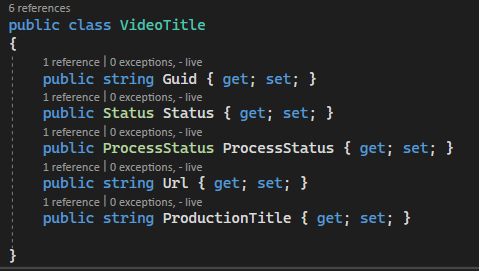 6 references
public class VideoTitle
{
1 reference | 0 exceptions, - live
public string Guid { get; set; }
1 reference | 0 exceptions, - live
public Status Status { get; set; }
1 reference | 0 exceptions, - live
public ProcessStatus ProcessStatus { get; set; }
1 reference | 0 exceptions, - live
public string Url { get; set; }
1 reference | 0 exceptions, - live
public string ProductionTitle { get; set; }
}